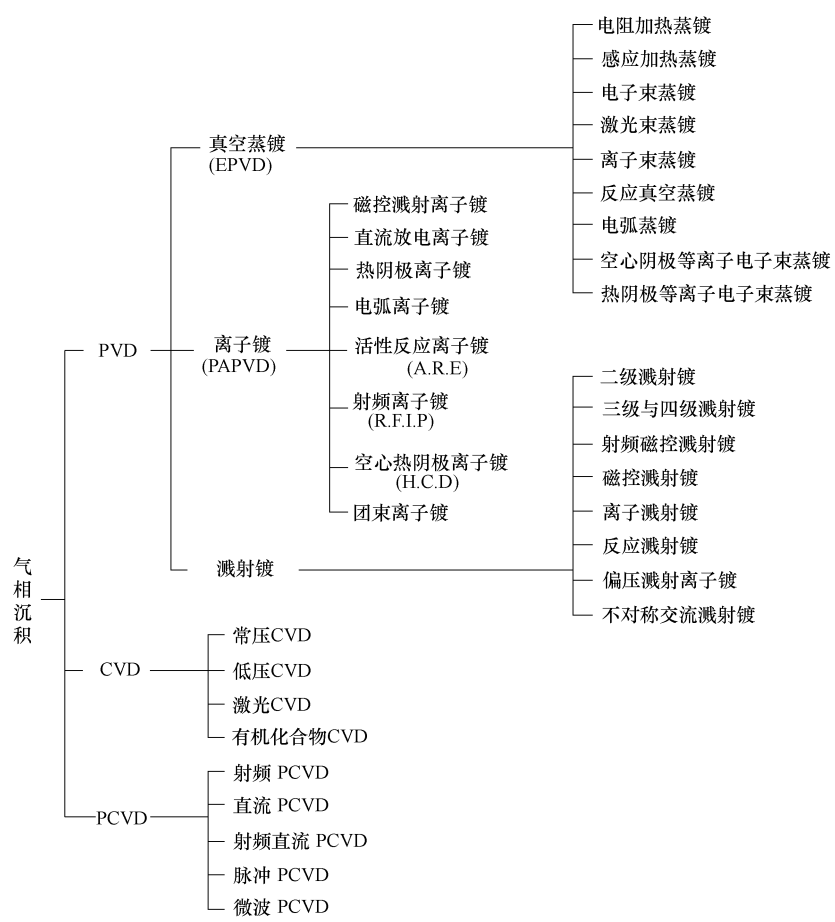 气相沉积
PVD
真空蒸镀
(EPVD)
电阻加热蒸镀
感应加热蒸镀
电子束蒸镀
激光束蒸镀
离子束蒸镀
反应真空蒸镀
电弧蒸镀
空心阴极等离子电子束蒸镀
热阴极等离子电子束蒸镀
离子镀
(PAPVD)
磁控溅射离子镀
直流放电离子镀
热阴极离子镀
电弧离子镀
活性反应离子镀
(A.R.E)
射频离子镀
(R.F.I.P)
空心热阴极离子镀
(H.C.D)
团束离子镀
溅射镀
二级溅射镀
三级与四级溅射镀
射频磁控溅射镀
磁控溅射镀
离子溅射镀
反应溅射镀
偏压溅射离子镀
不对称交流溅射镀
CVD
常压CVD
低压CVD
激光CVD
有机化合物CVD
PCVD
射频 PCVD
直流 PCVD
射频直流 PCVD
脉冲 PCVD
微波 PCVD